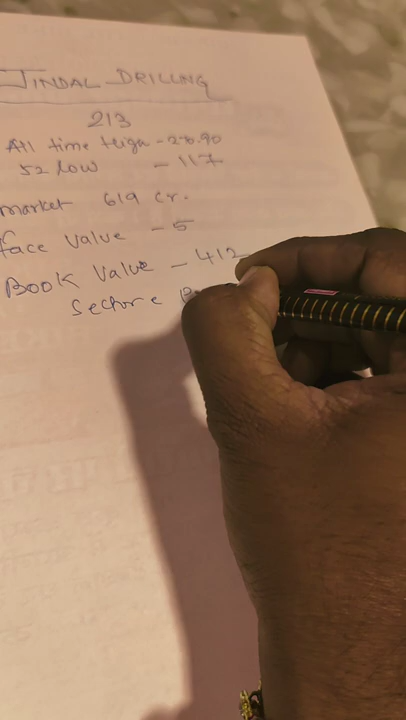 JINDAL DRILLING
213
All time High - 270.90
52 low - 117
market 619 cr.
face value - 5
Book Value - 412
Sectore